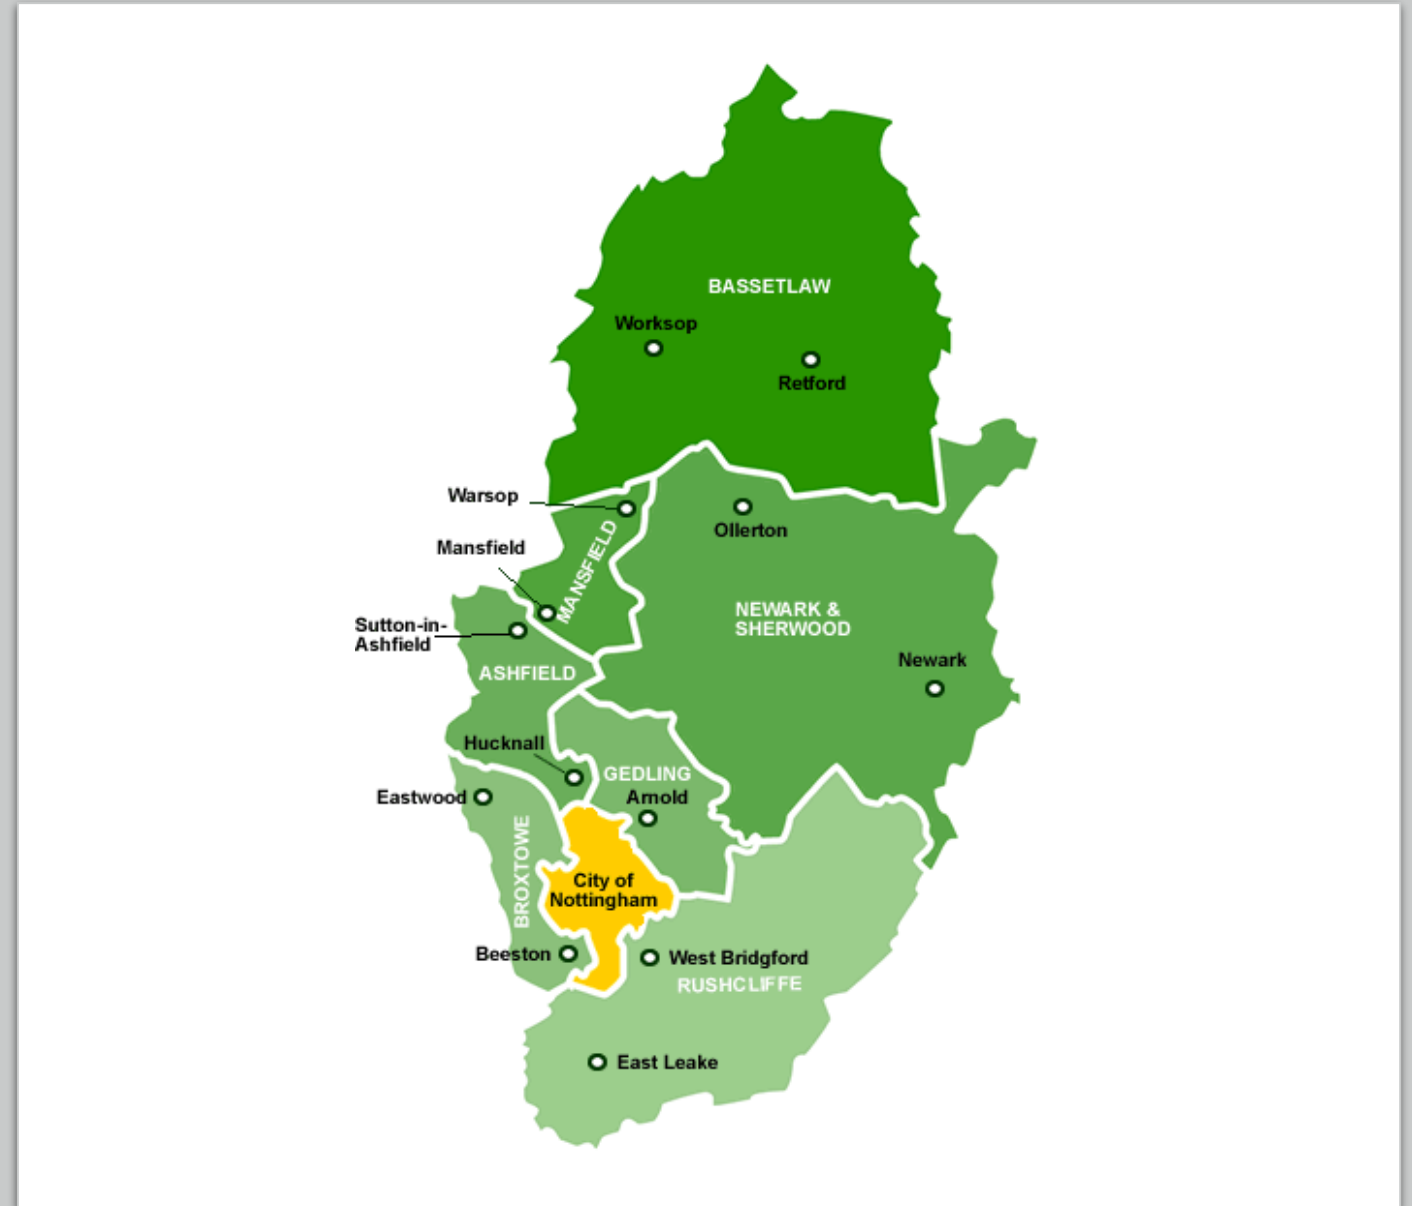 BASSETLAW
Worksop
Retford
Warsop
Ollerton
Mansfield
MANSFIELD
NEWARK &
SHERWOOD
Sutton-in-
Ashfield
Newark
ASHFIELD
Hucknall
GEDLING
Eastwood
Arnold
BROXTOWE
City of
Nottingham
Beeston
West Bridgford
RUSHCLIFFE
East Leake